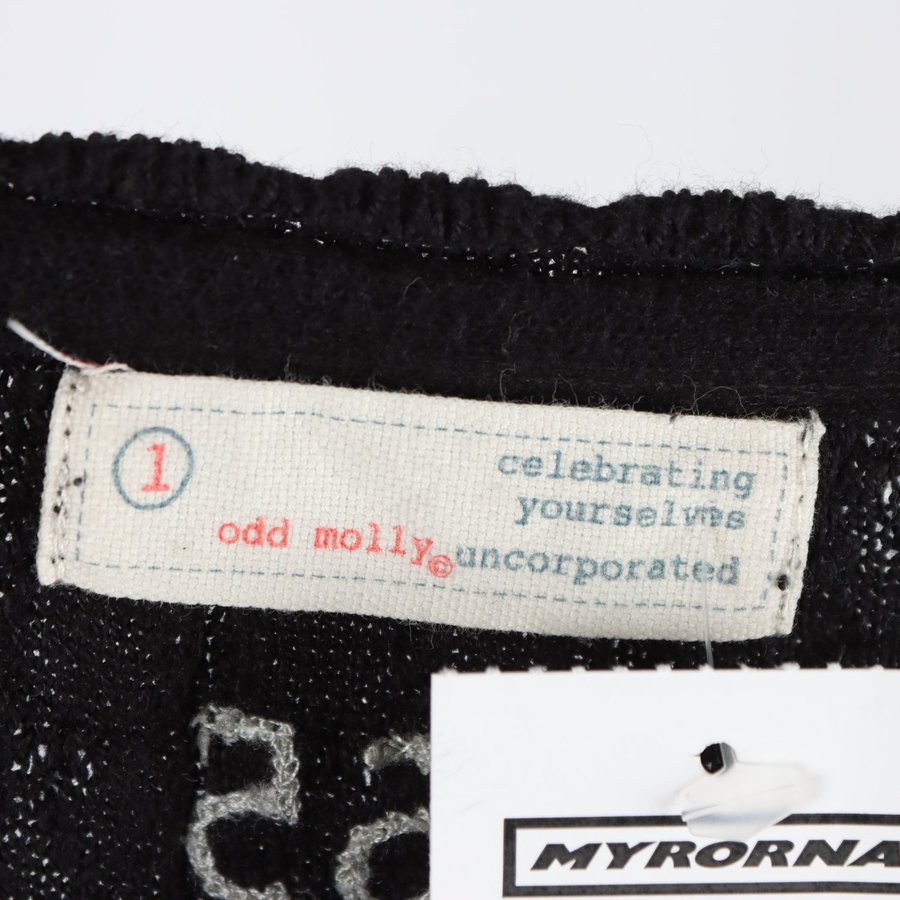 1
celebrating
yourselves
odd molly© uncorporated
MYRORNA